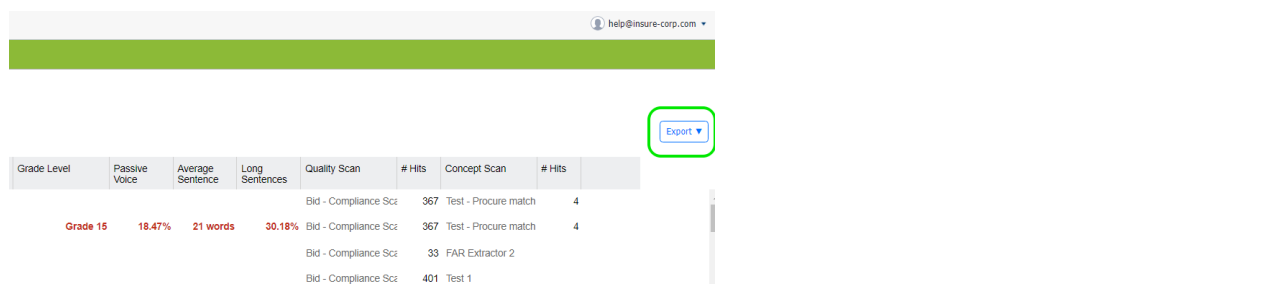 help@insure-corp.com ▼
Export ▼
Grade Level Passive Voice Average Sentence Long Sentences Quality Scan # Hits Concept Scan # Hits
Bid - Compliance Sca 367 Test - Procure match 4
Grade 15 18.47% 21 words 30.18% Bid - Compliance Sca 367 Test - Procure match 4
Bid - Compliance Sca 33 FAR Extractor 2
Bid - Compliance Sca 401 Test 1